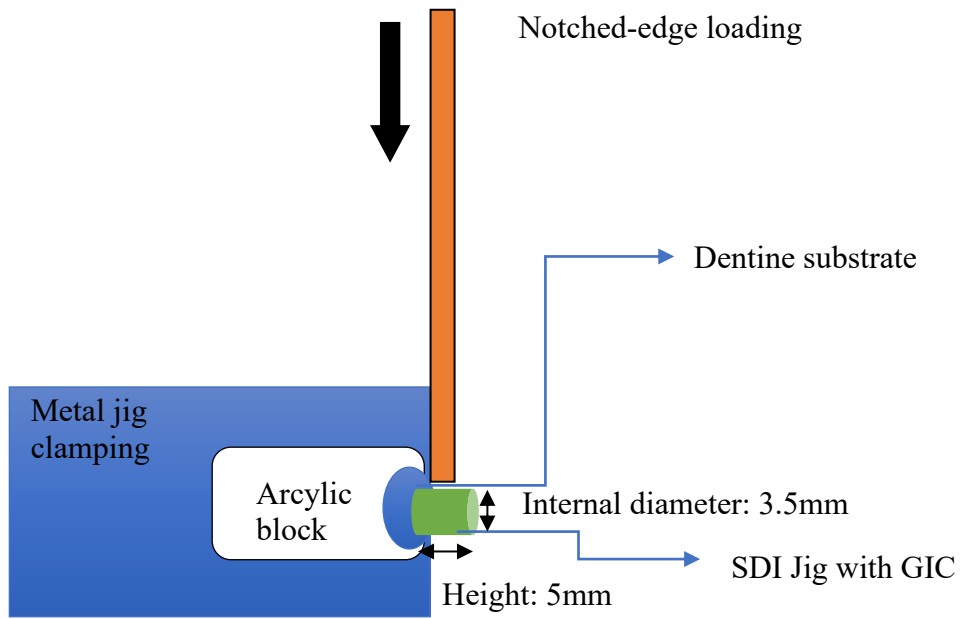 Notched-edge loading
Dentine substrate
Metal jig
clamping
Arcylic
block
Internal diameter: 3.5mm
SDI Jig with GIC
Height: 5mm